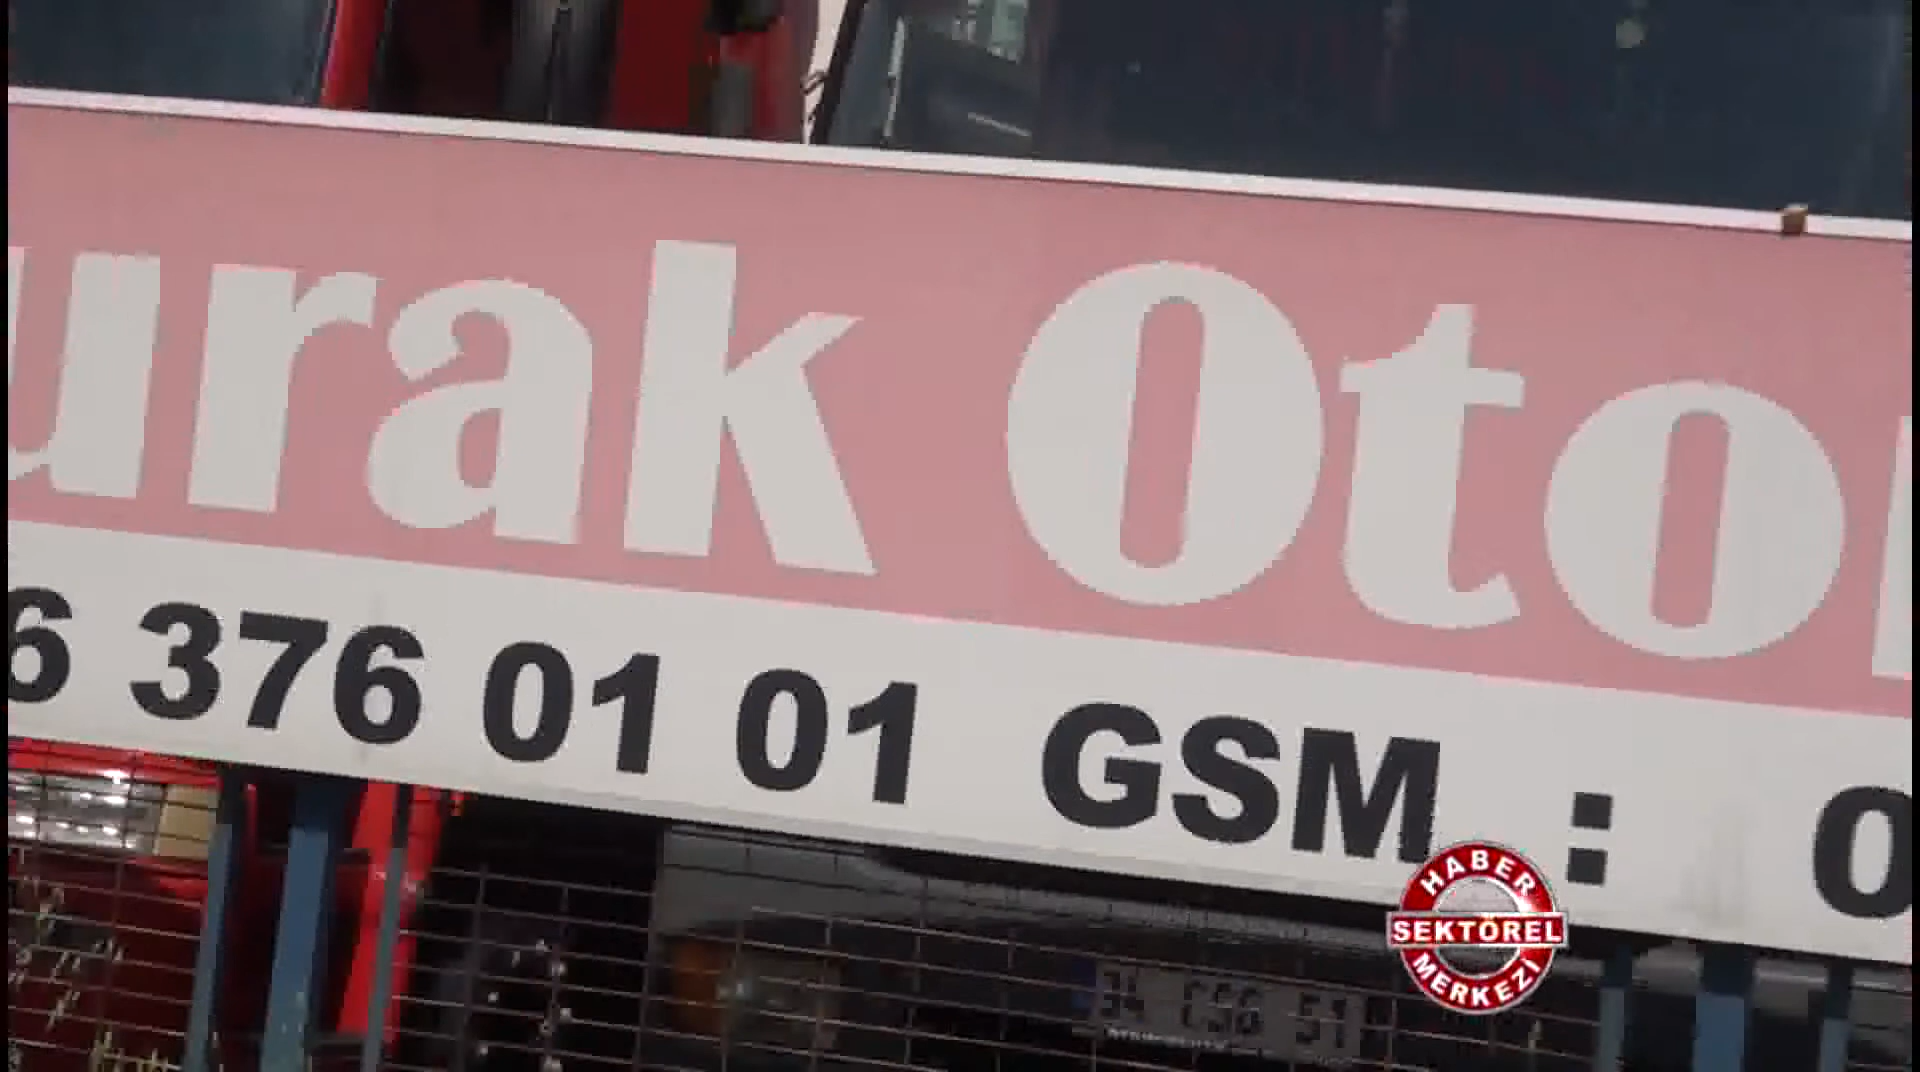 urak Oto
6 376 01 01 GSM : 0
HABER
SEKTÖREL
MERKEZİ